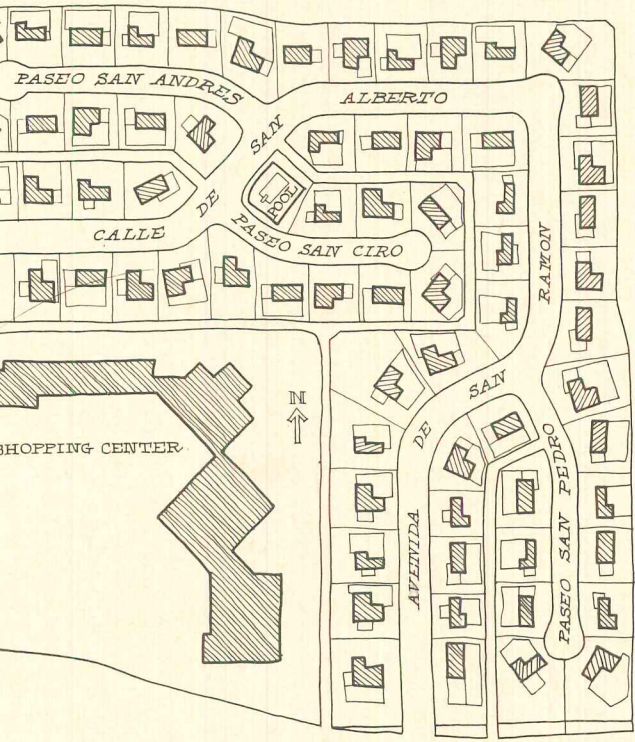 PASEO SAN ANDRES
CALLE DE SAN ALBERTO
POOL
PASEO SAN CIRO
RAMON
N
SHOPPING CENTER
AVENIDA DE SAN
PASEO SAN PEDRO